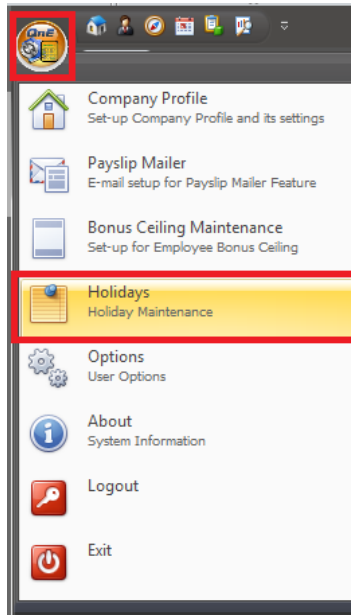 QnE
Company Profile
Set-up Company Profile and its settings
Payslip Mailer
E-mail setup for Payslip Mailer Feature
Bonus Ceiling Maintenance
Set-up for Employee Bonus Ceiling
Holidays
Holiday Maintenance
Options
User Options
About
System Information
Logout
Exit